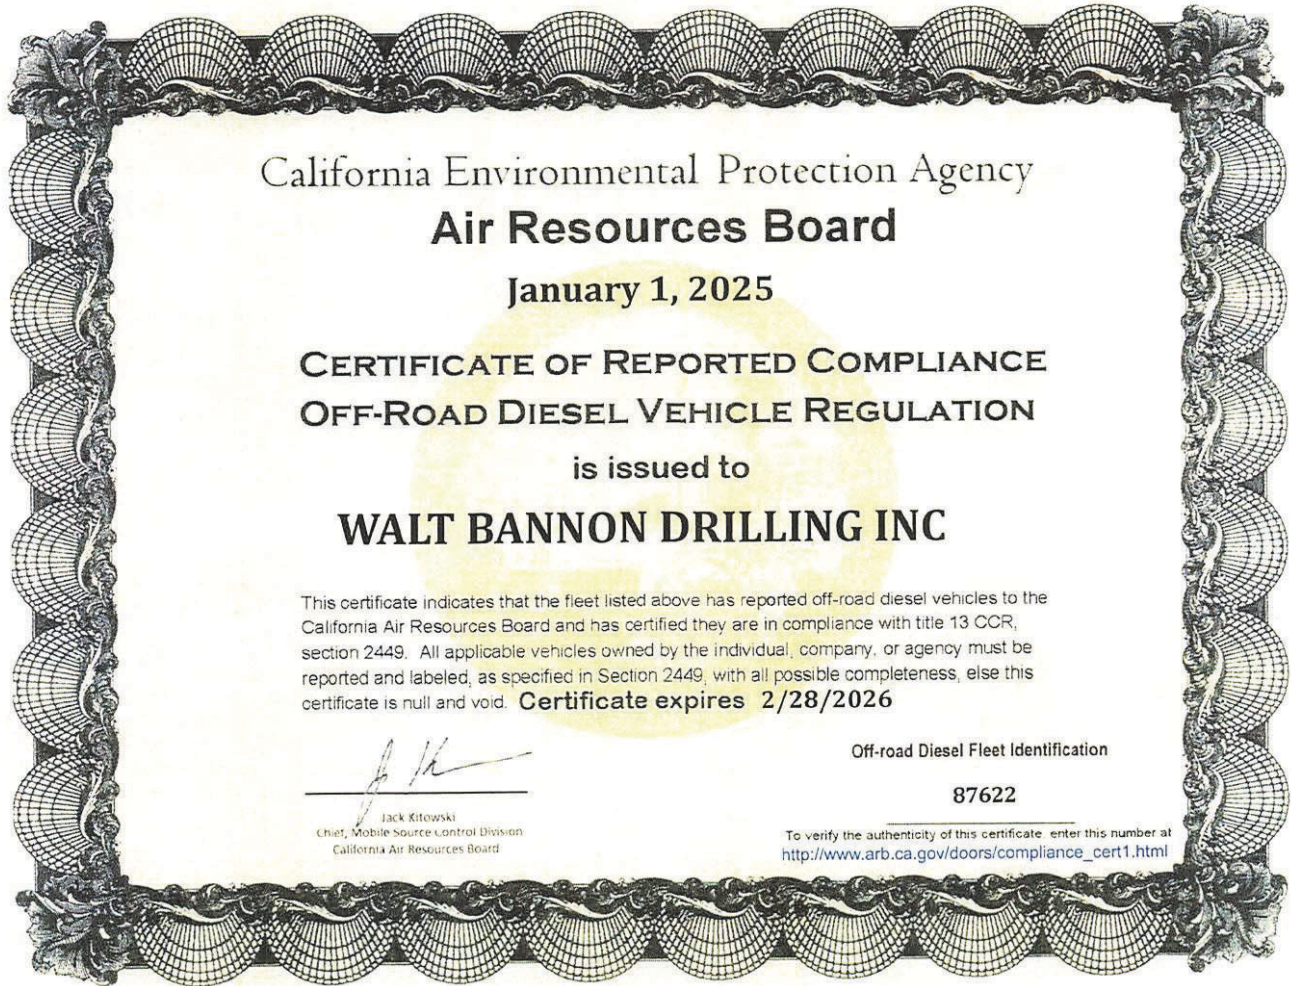 California Environmental Protection Agency
Air Resources Board
January 1, 2025
CERTIFICATE OF REPORTED COMPLIANCE
OFF-ROAD DIESEL VEHICLE REGULATION
is issued to
WALT BANNON DRILLING INC
This certificate indicates that the fleet listed above has reported off-road diesel vehicles to the
California Air Resources Board and has certified they are in compliance with title 13 CCR,
section 2449. All applicable vehicles owned by the individual, company, or agency must be
reported and labeled, as specified in Section 2449, with all possible completeness, else this
certificate is null and void. Certificate expires 2/28/2026
Jack Kitowski
Chief, Mobile Source Control Division
California Air Resources Board
Off-road Diesel Fleet Identification
87622
To verify the authenticity of this certificate enter this number at
http://www.arb.ca.gov/doors/compliance_cert1.html